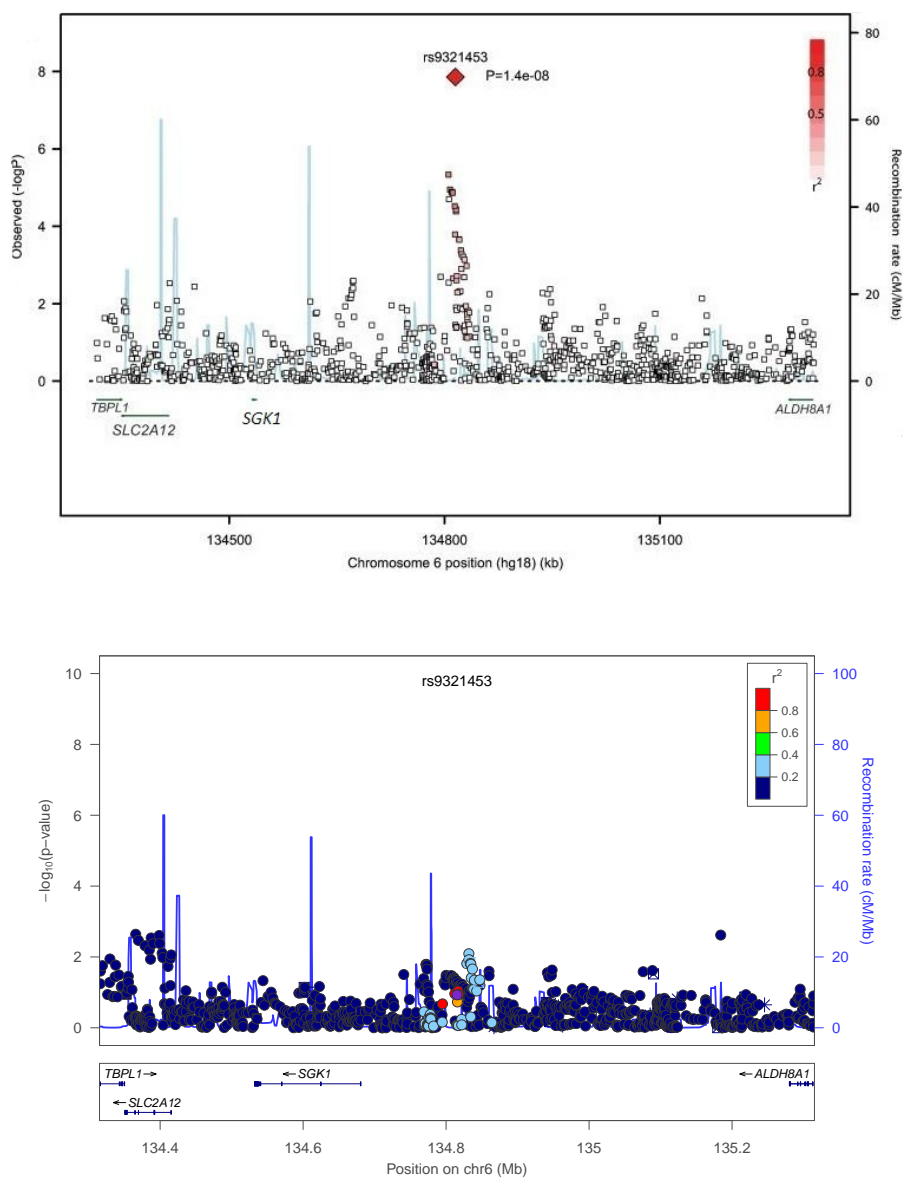 rs9321453
P=1.4e-08
8
6
4
2
0
Observed (-logP)
80
60
40
20
0
Recombination rate (cM/Mb)
0.8
0.5
r²
TBPL1
SLC2A12
SGK1
ALDH8A1
134500
134800
135100
Chromosome 6 position (hg18) (kb)
rs9321453
10
8
6
4
2
0
−log₁₀(p−value)
100
80
60
40
20
0
Recombination rate (cM/Mb)
r²
0.8
0.6
0.4
0.2
TBPL1→
←SGK1
←ALDH8A1
←SLC2A12
134.4
134.6
134.8
135
135.2
Position on chr6 (Mb)